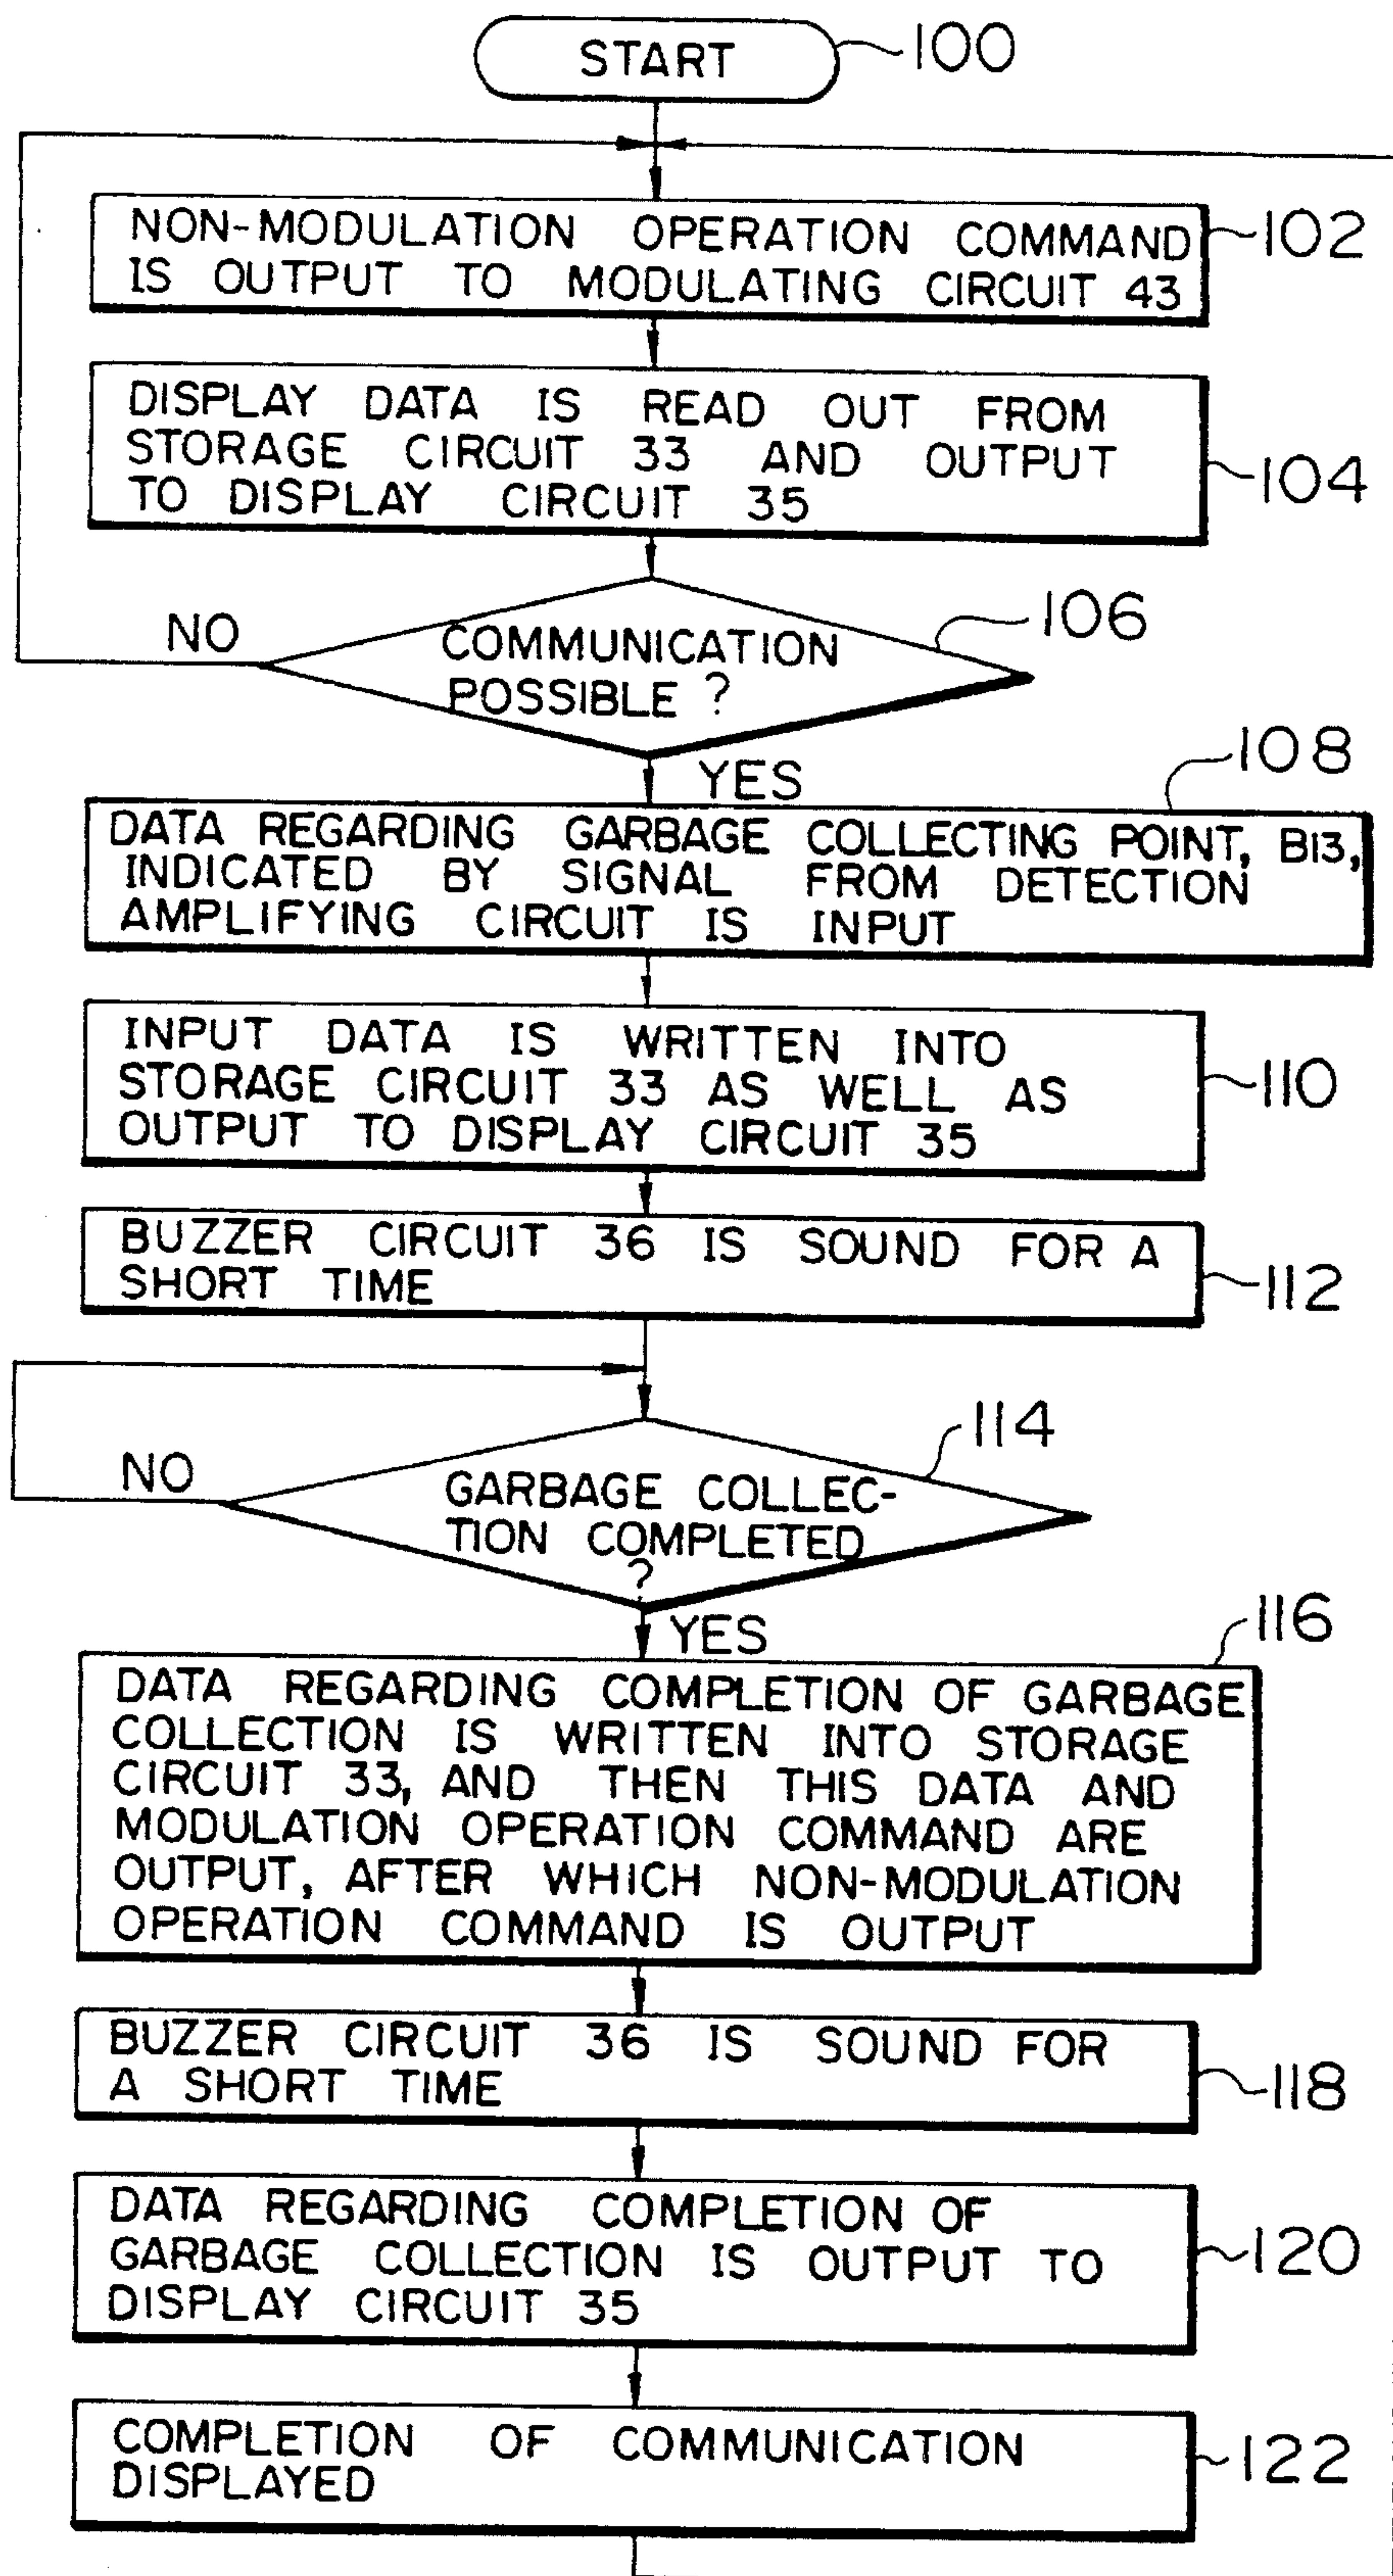 START
100
NON-MODULATION OPERATION COMMAND
IS OUTPUT TO MODULATING CIRCUIT 43
102
DISPLAY DATA IS READ OUT FROM
STORAGE CIRCUIT 33 AND OUTPUT
TO DISPLAY CIRCUIT 35
104
NO
COMMUNICATION
POSSIBLE ?
106
YES
108
DATA REGARDING GARBAGE COLLECTING POINT, B13,
INDICATED BY SIGNAL FROM DETECTION
AMPLIFYING CIRCUIT IS INPUT
INPUT DATA IS WRITTEN INTO
STORAGE CIRCUIT 33 AS WELL AS
OUTPUT TO DISPLAY CIRCUIT 35
110
BUZZER CIRCUIT 36 IS SOUND FOR A
SHORT TIME
112
NO
114
GARBAGE COLLEC-
TION COMPLETED
?
YES
116
DATA REGARDING COMPLETION OF GARBAGE
COLLECTION IS WRITTEN INTO STORAGE
CIRCUIT 33, AND THEN THIS DATA AND
MODULATION OPERATION COMMAND ARE
OUTPUT, AFTER WHICH NON-MODULATION
OPERATION COMMAND IS OUTPUT
BUZZER CIRCUIT 36 IS SOUND FOR
A SHORT TIME
118
DATA REGARDING COMPLETION OF
GARBAGE COLLECTION IS OUTPUT TO
DISPLAY CIRCUIT 35
120
COMPLETION OF COMMUNICATION
DISPLAYED
122